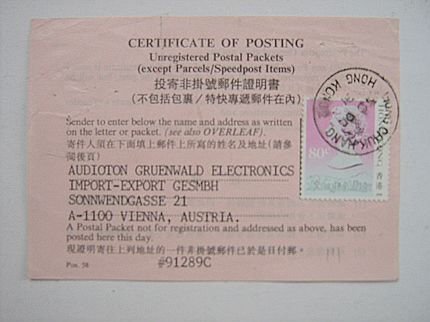 CERTIFICATE OF POSTING
Unregistered Postal Packets
(except Parcels/Speedpost Items)
投寄非掛號郵件證明書
(不包括包裹/特快專遞郵件在內)
Sender to enter below the name and address as written
on the letter or packet. (see also OVERLEAF).
寄件人須在下面填上郵件上所寫的姓名及地址(請參
閱後頁)
AUDIOTON GRUENWALD ELECTRONICS
IMPORT-EXPORT GESMBH
SONNWENDGASSE 21
A-1100 VIENNA, AUSTRIA.
A Postal Packet not for registration and addressed as above, has been
posted here this day.
現證明寄往上列地址的一件非掛號郵件已於是日付郵。
Pos. 58
#91289C
80c
香港
HONG KONG